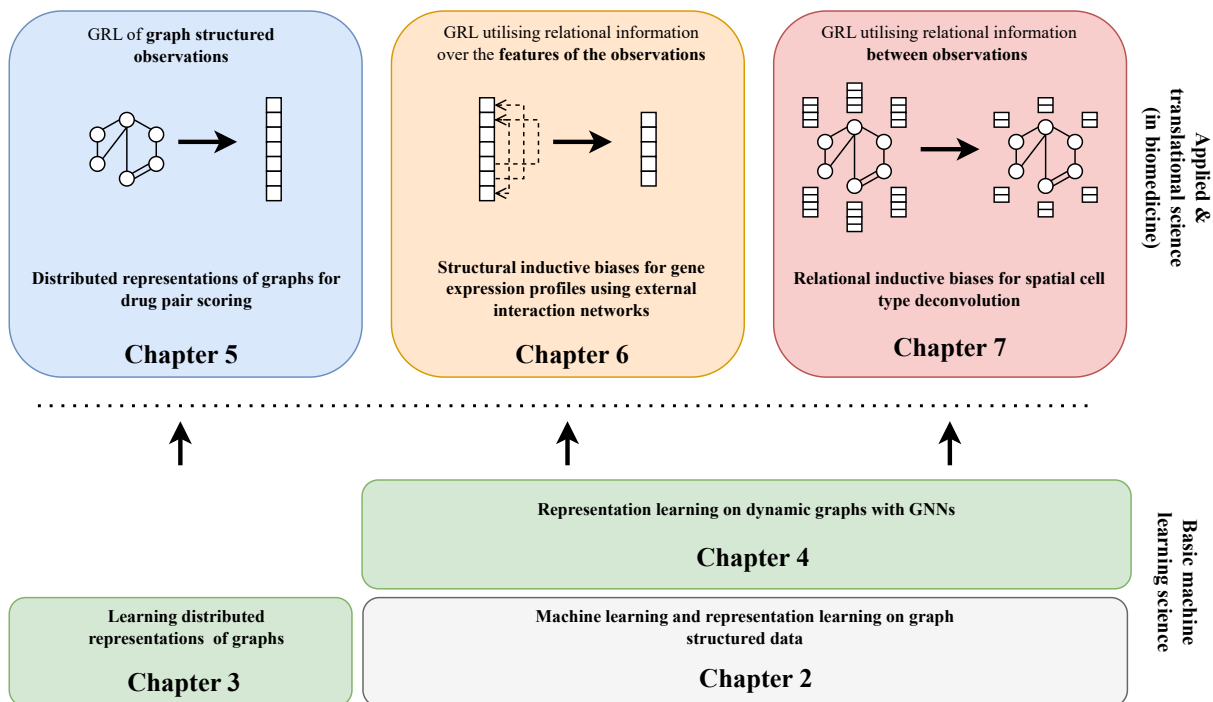 GRL of graph structured
observations
Distributed representations of graphs for
drug pair scoring
Chapter 5
GRL utilising relational information
over the features of the observations
Structural inductive biases for gene
expression profiles using external
interaction networks
Chapter 6
GRL utilising relational information
between observations
Relational inductive biases for spatial cell
type deconvolution
Chapter 7
Applied &
translational science
(in biomedicine)
Representation learning on dynamic graphs with GNNs
Chapter 4
Learning distributed
representations of graphs
Chapter 3
Machine learning and representation learning on graph
structured data
Chapter 2
Basic machine
learning science